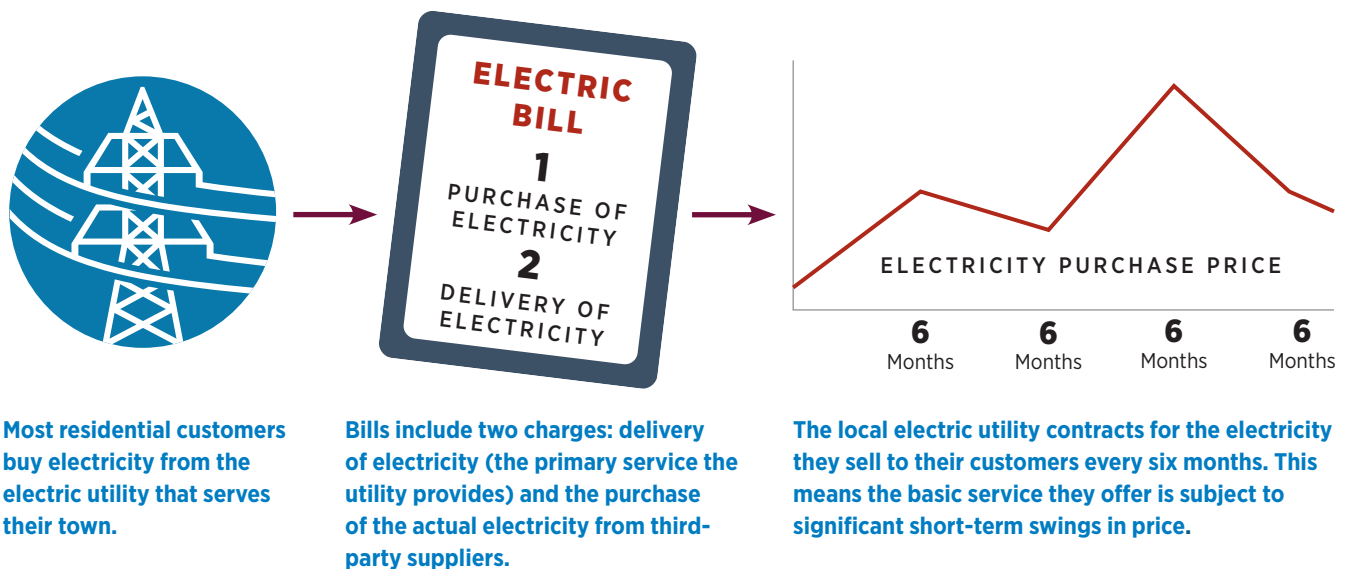 ELECTRIC
BILL
1
PURCHASE OF
ELECTRICITY
2
DELIVERY OF
ELECTRICITY
ELECTRICITY PURCHASE PRICE
6
Months
6
Months
6
Months
6
Months
Most residential customers
buy electricity from the
electric utility that serves
their town.
Bills include two charges: delivery
of electricity (the primary service the
utility provides) and the purchase
of the actual electricity from third-
party suppliers.
The local electric utility contracts for the electricity
they sell to their customers every six months. This
means the basic service they offer is subject to
significant short-term swings in price.